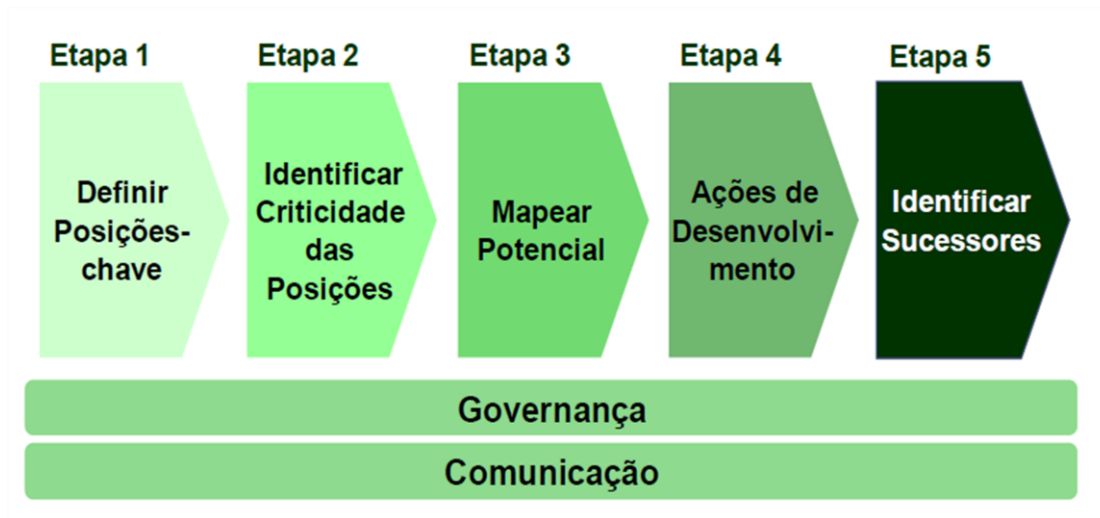 Etapa 1
Definir
Posições-
chave
Etapa 2
Identificar
Criticidade
das
Posições
Etapa 3
Mapear
Potencial
Etapa 4
Ações de
Desenvolvi-
mento
Etapa 5
Identificar
Sucessores
Governança
Comunicação